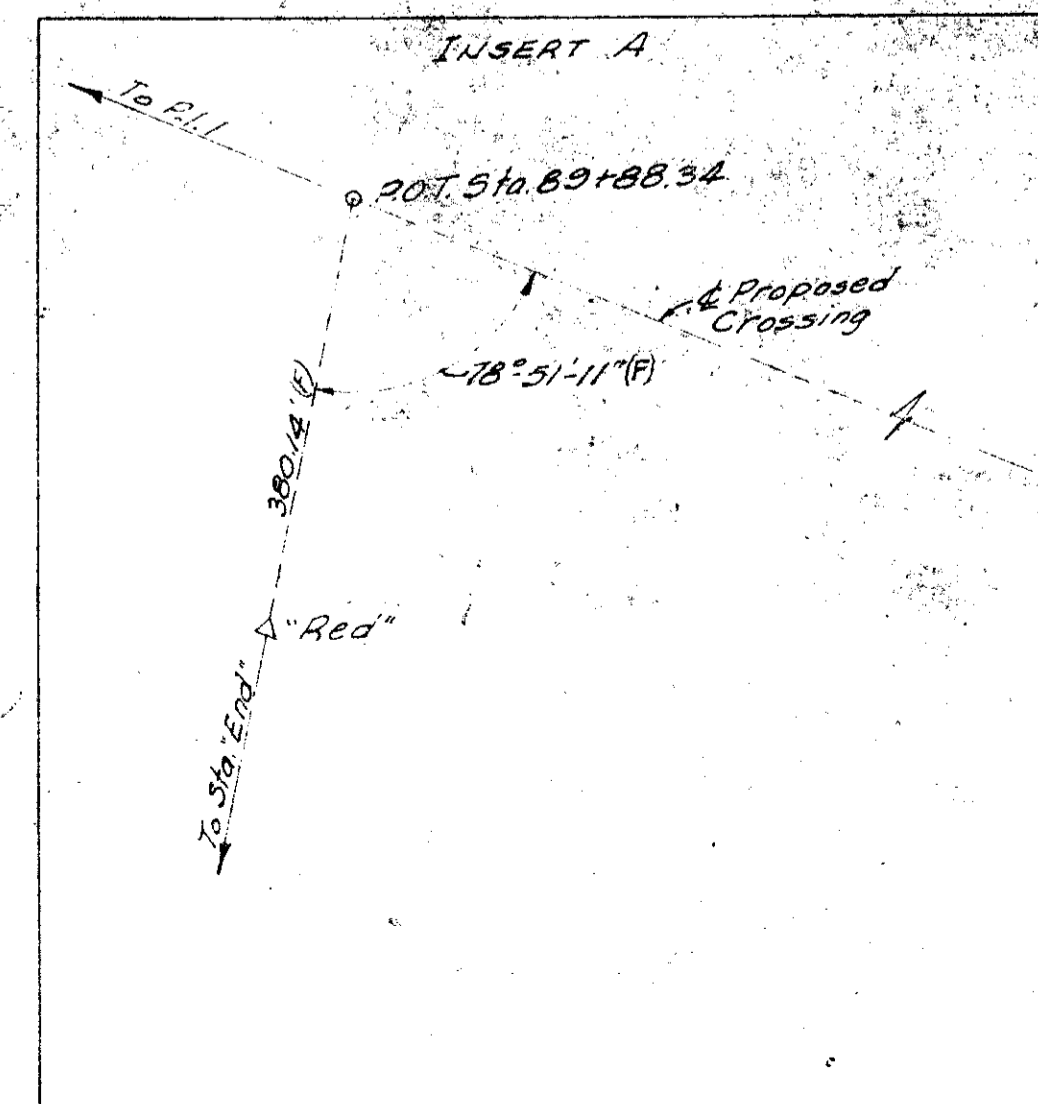 INSERT A
To P.I. 1
P.O.T. Sta. 89+88.34
℄ Proposed
Crossing
78°-51'-11"(F)
380.14'(F)
"Red"
To Sta. "End"